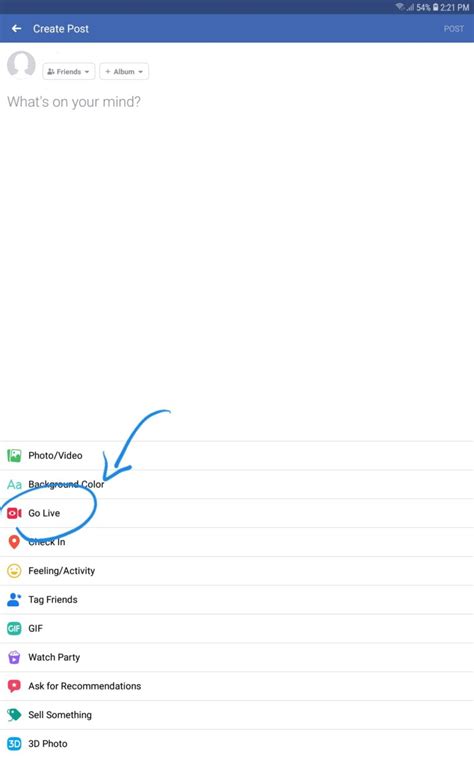 54% 2:21 PM
Create Post
POST
Friends
+ Album
What's on your mind?
Photo/Video
Aa Background Color
Go Live
Check In
Feeling/Activity
Tag Friends
GIF GIF
Watch Party
Ask for Recommendations
Sell Something
3D 3D Photo